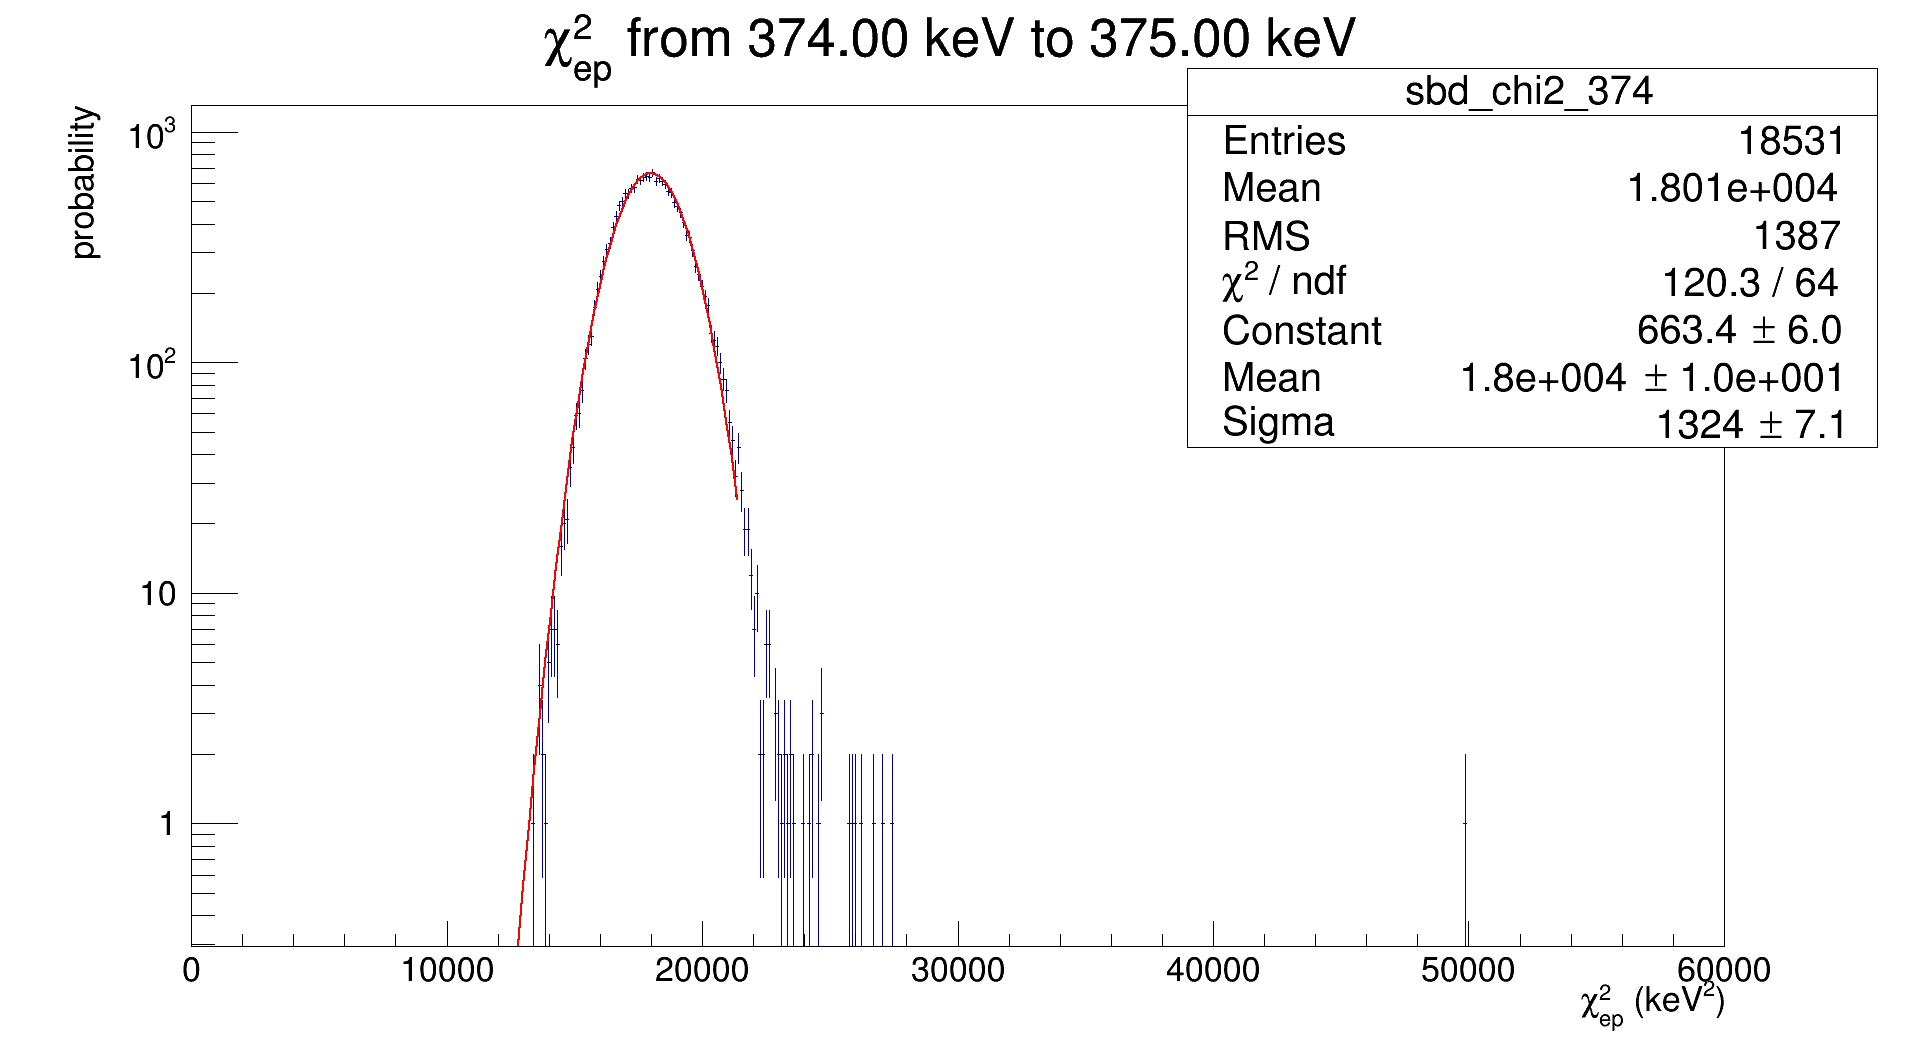 χ²ep from 374.00 keV to 375.00 keV
sbd_chi2_374
Entries 18531
Mean 1.801e+004
RMS 1387
χ² / ndf 120.3 / 64
Constant 663.4 ± 6.0
Mean 1.8e+004 ± 1.0e+001
Sigma 1324 ± 7.1
probability
10³
10²
10
1
0 10000 20000 30000 40000 50000 60000
χ²ep (keV²)